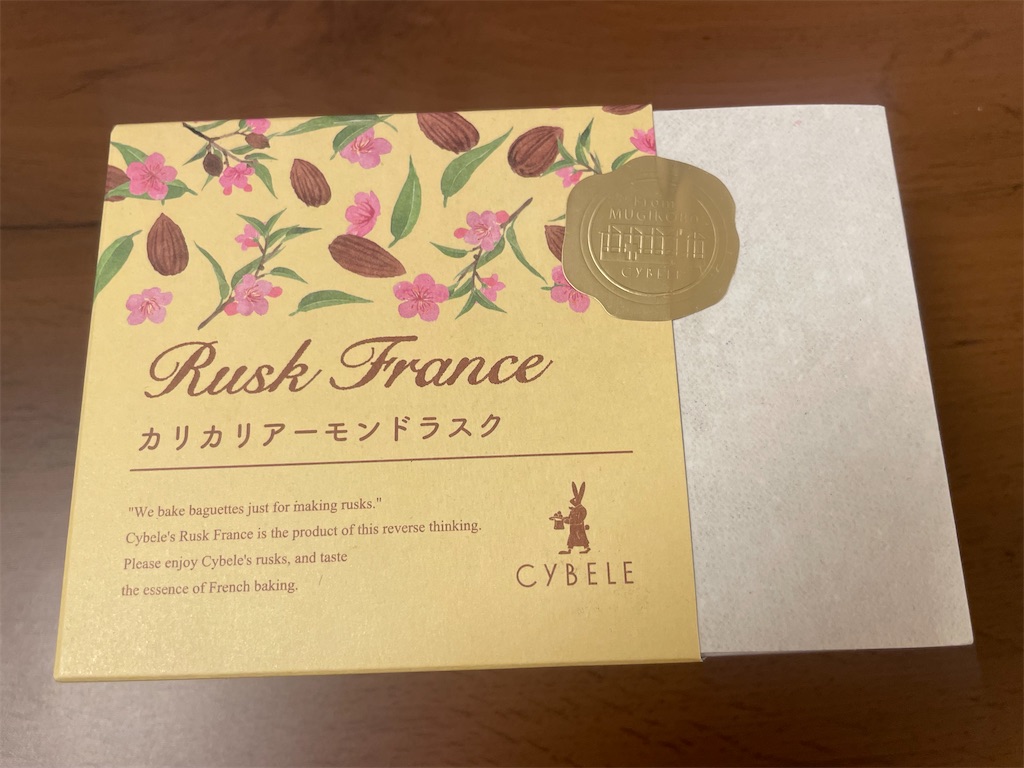 From
MUGIKOBO
CYBELE
Rusk France
カリカリアーモンドラスク
"We bake baguettes just for making rusks."
Cybele's Rusk France is the product of this reverse thinking.
Please enjoy Cybele's rusks, and taste
the essence of French baking.
CYBELE